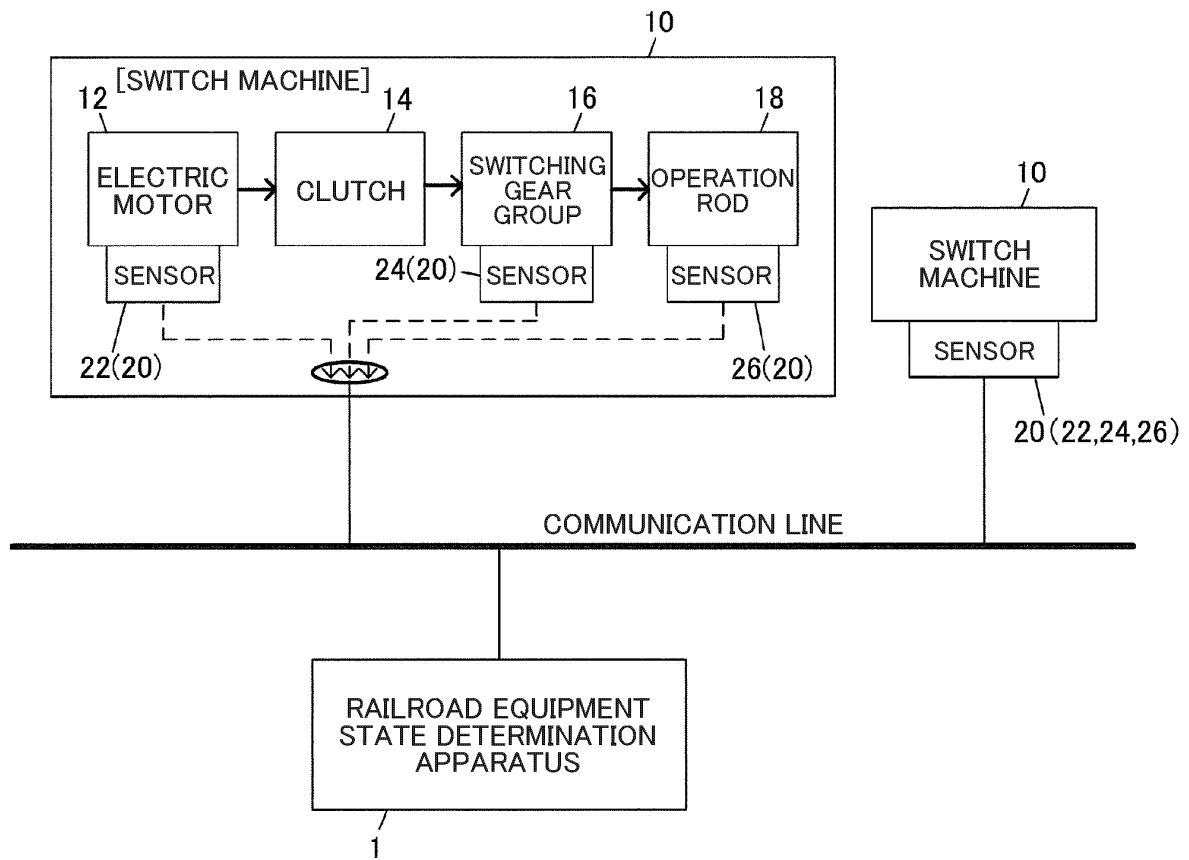 10
[SWITCH MACHINE]
12
14
16
18
ELECTRIC
MOTOR
CLUTCH
SWITCHING
GEAR
GROUP
OPERATION
ROD
SENSOR
24(20)
SENSOR
SENSOR
22(20)
26(20)
10
SWITCH
MACHINE
SENSOR
20(22,24,26)
COMMUNICATION LINE
RAILROAD EQUIPMENT
STATE DETERMINATION
APPARATUS
1